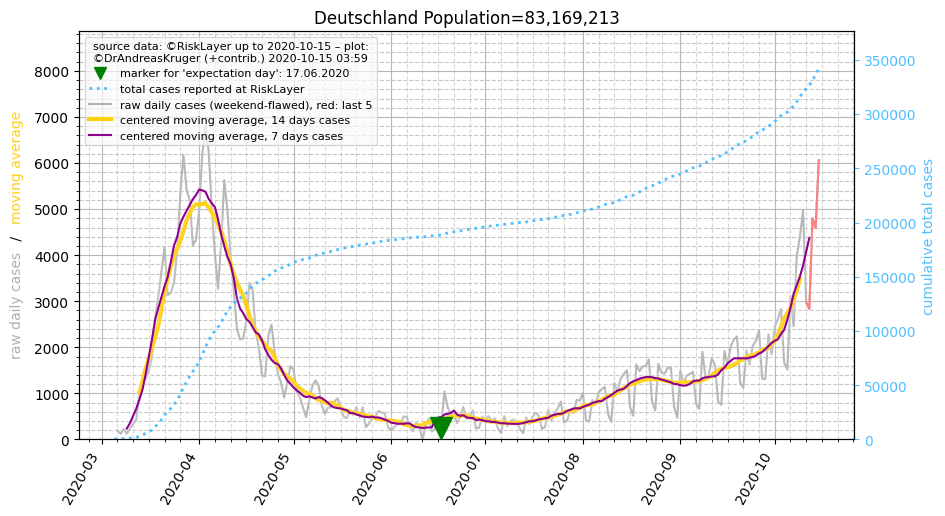 Deutschland Population=83,169,213
source data: ©RiskLayer up to 2020-10-15 – plot:
©DrAndreasKruger (+contrib.) 2020-10-15 03:59
marker for 'expectation day': 17.06.2020
total cases reported at RiskLayer
raw daily cases (weekend-flawed), red: last 5
centered moving average, 14 days cases
centered moving average, 7 days cases
raw daily cases / moving average
8000
7000
6000
5000
4000
3000
2000
1000
0
350000
300000
250000
200000
150000
100000
50000
0
cumulative total cases
2020-03
2020-04
2020-05
2020-06
2020-07
2020-08
2020-09
2020-10